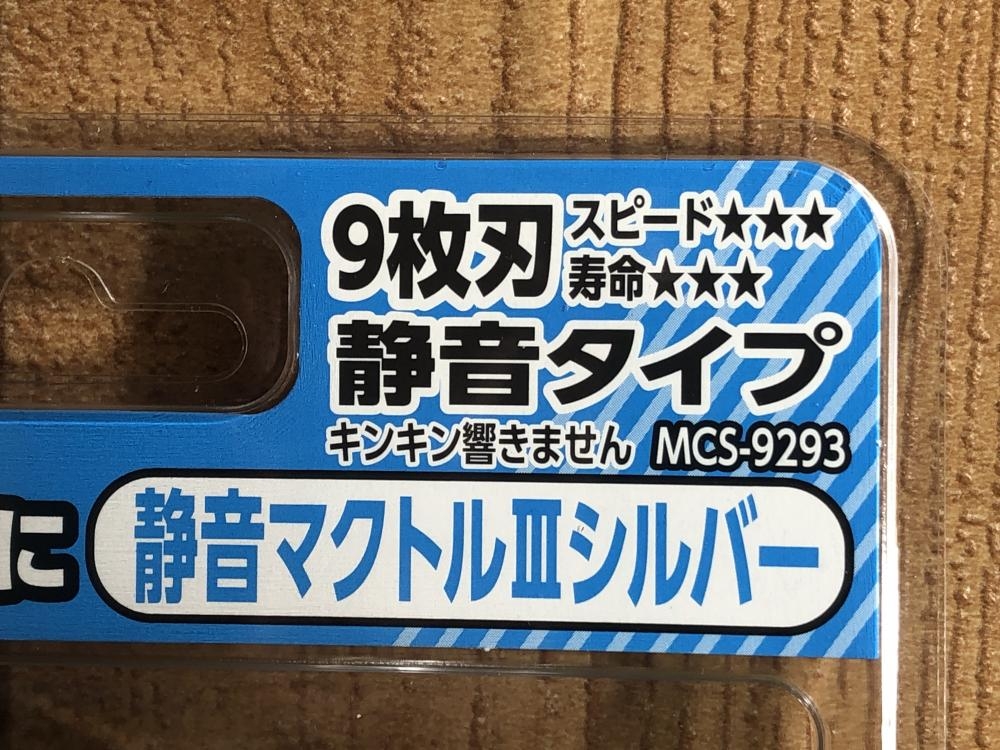 9枚刃 スピード★★★
寿命★★★
静音タイプ
キンキン響きません MCS-9293
に 静音マクトルⅢシルバー